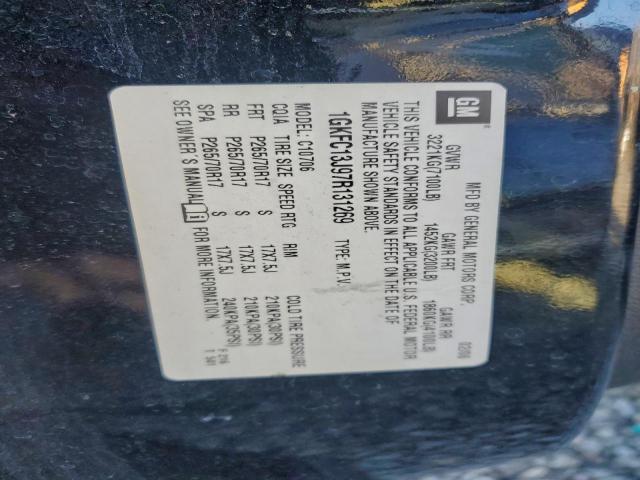 GM
MFD BY GENERAL MOTORS CORP. 02/06
GVWR GAWR FRT GAWR RR
3221KG(7100LB) 1452KG(3200LB) 1860KG(4100LB)
THIS VEHICLE CONFORMS TO ALL APPLICABLE U.S. FEDERAL MOTOR
VEHICLE SAFETY STANDARDS IN EFFECT ON THE DATE OF
MANUFACTURE SHOWN ABOVE.
1GKFC13J97R131269 TYPE: M.P.V.
MODEL: C10706
CQJA TIRE SIZE SPEED RTG RIM COLD TIRE PRESSURE
FRT P265/70R17 S 17X7.5J 210KPA(30PSI)
RR P265/70R17 S 17X7.5J 210KPA(30PSI)
SPA P265/70R17 S 17X7.5J 240KPA(35PSI)
SEE OWNER'S MANUAL FOR MORE INFORMATION.